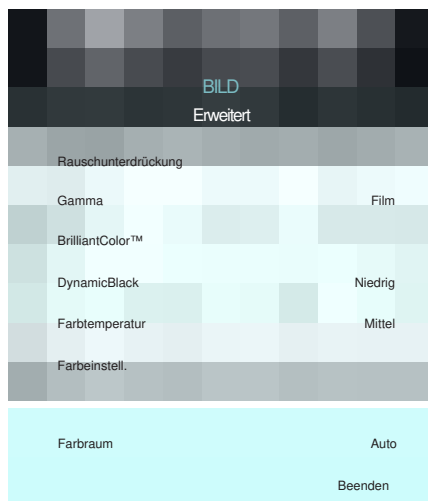 BILD
Erweitert
Rauschunterdrückung
Gamma Film
BrilliantColor™
DynamicBlack Niedrig
Farbtemperatur Mittel
Farbeinstell.
Farbraum Auto
Beenden